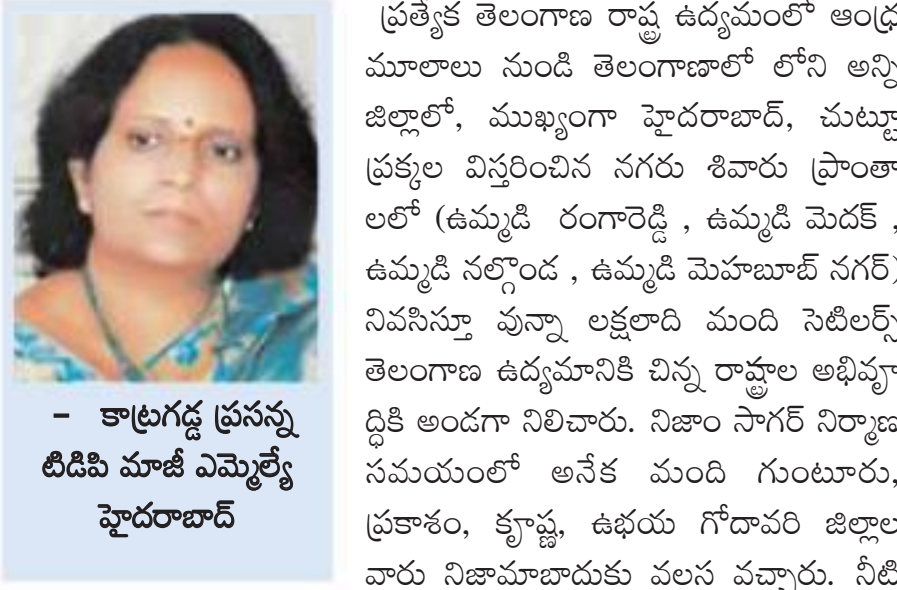 – కాట్రగడ్డ ప్రసన్న
టిడిపి మాజీ ఎమ్మెల్యే
హైదరాబాద్
ప్రత్యేక తెలంగాణ రాష్ట్ర ఉద్యమంలో ఆంధ్ర
మూలాలు నుండి తెలంగాణాలో లోని అన్ని
జిల్లాలో, ముఖ్యంగా హైదరాబాద్, చుట్టూ
ప్రక్కల విస్తరించిన నగరు శివారు ప్రాంతా
లలో (ఉమ్మడి రంగారెడ్డి , ఉమ్మడి మెదక్ ,
ఉమ్మడి నల్గొండ , ఉమ్మడి మెహబూబ్ నగర్)
నివసిస్తూ వున్నా లక్షలాది మంది సెటిలర్స్
తెలంగాణ ఉద్యమానికి చిన్న రాష్ట్రాల అభివృ
ద్ధికి అండగా నిలిచారు. నిజాం సాగర్ నిర్మాణ
సమయంలో అనేక మంది గుంటూరు,
ప్రకాశం, కృష్ణ, ఉభయ గోదావరి జిల్లాల
వారు నిజామాబాదుకు వలస వచ్చారు. నీటి